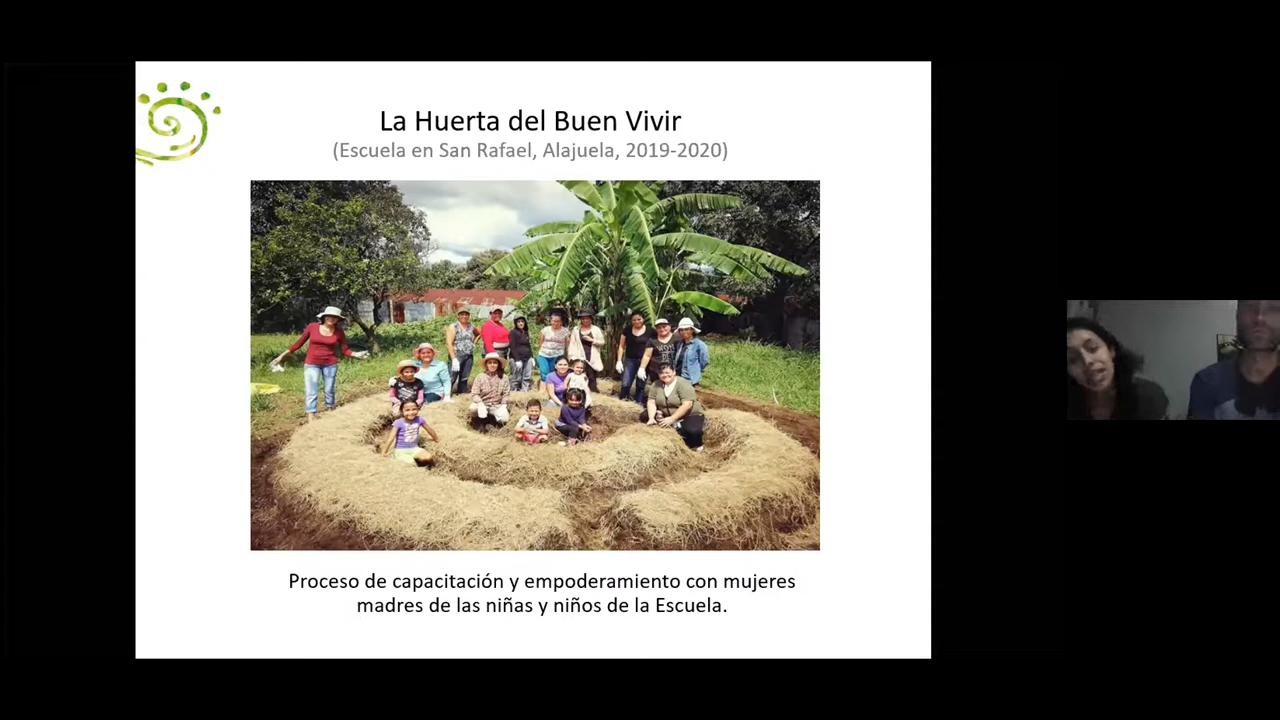 La Huerta del Buen Vivir
(Escuela en San Rafael, Alajuela, 2019-2020)
Proceso de capacitación y empoderamiento con mujeres
madres de las niñas y niños de la Escuela.